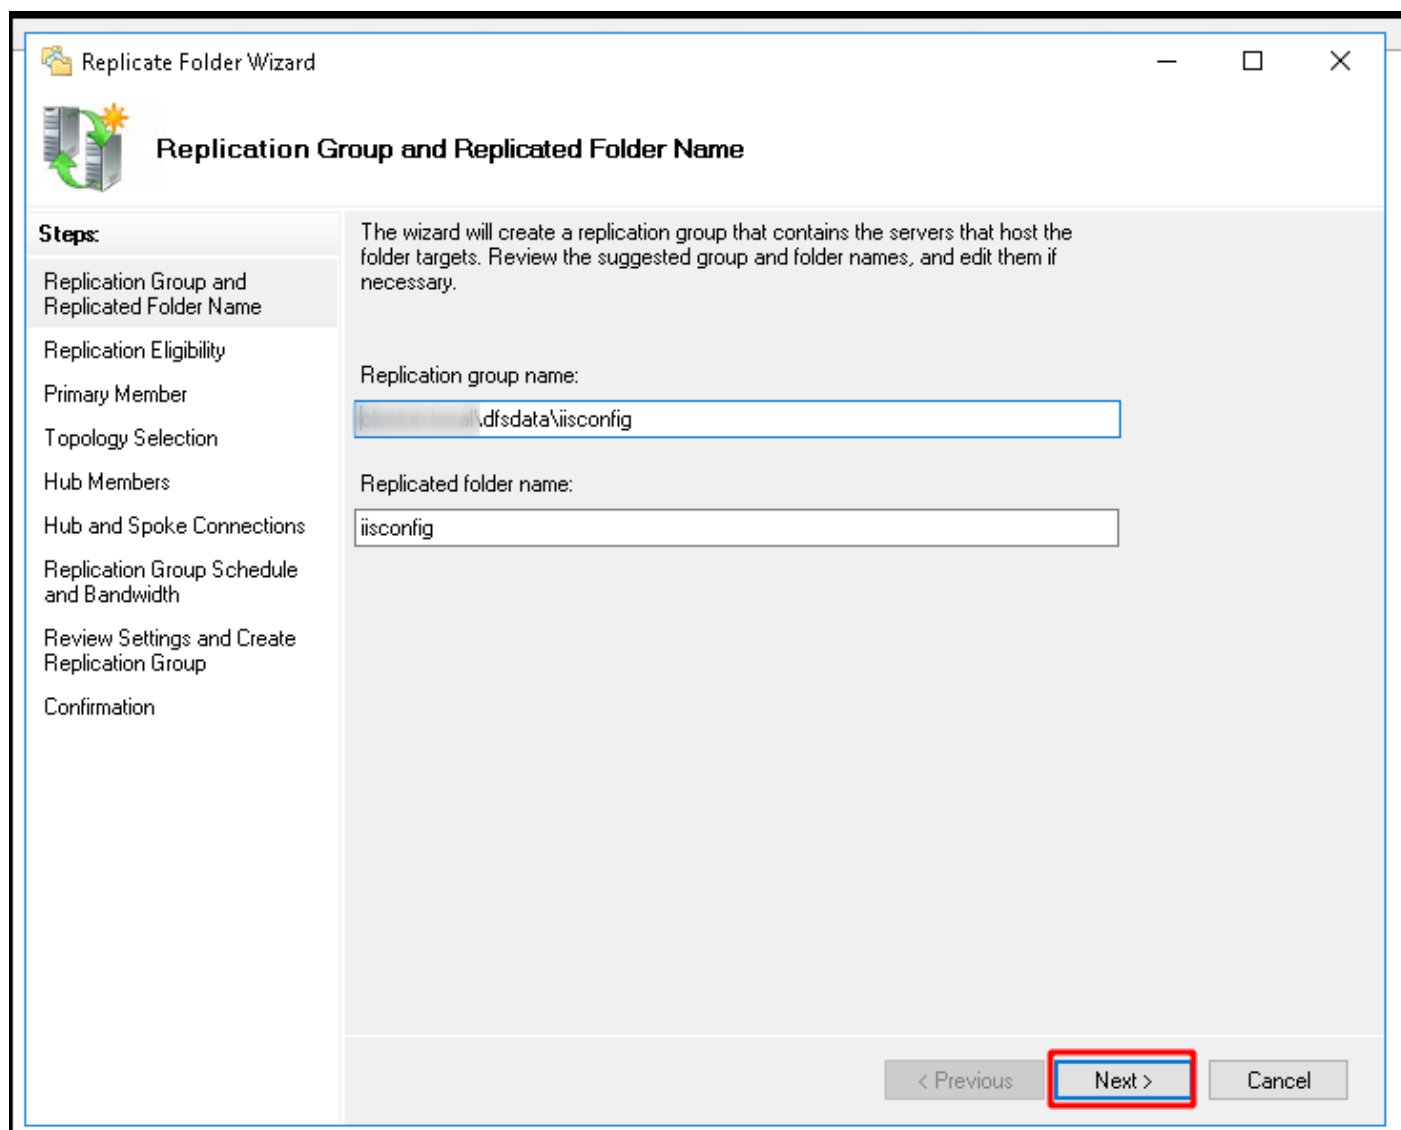 Replicate Folder Wizard
Replication Group and Replicated Folder Name
Steps:
Replication Group and
Replicated Folder Name
Replication Eligibility
Primary Member
Topology Selection
Hub Members
Hub and Spoke Connections
Replication Group Schedule
and Bandwidth
Review Settings and Create
Replication Group
Confirmation
The wizard will create a replication group that contains the servers that host the
folder targets. Review the suggested group and folder names, and edit them if
necessary.
Replication group name:
\dfsdata\iisconfig
Replicated folder name:
iisconfig
< Previous
Next >
Cancel